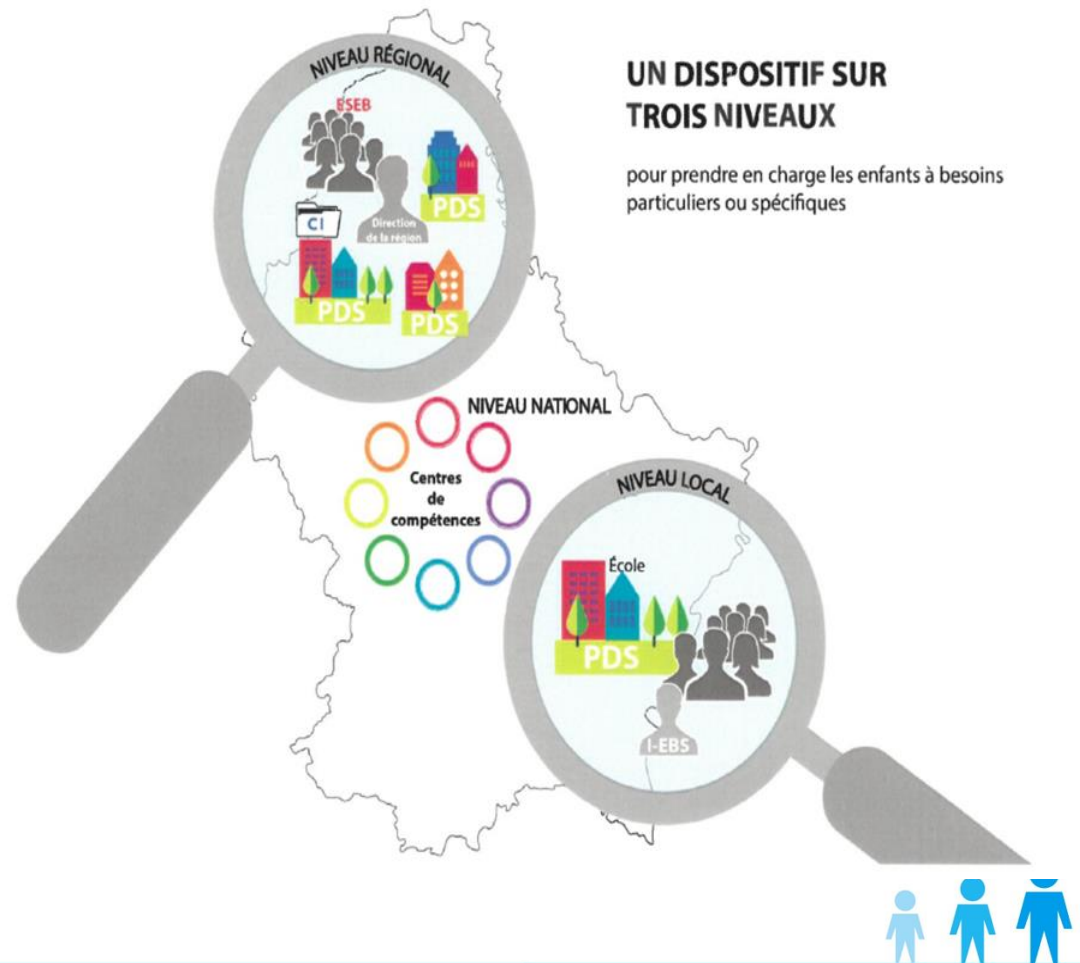 UN DISPOSITIF SUR
TROIS NIVEAUX
pour prendre en charge les enfants à besoins
particuliers ou spécifiques
NIVEAU RÉGIONAL
ESEB
PDS
CI
Direction
de la région
PDS
PDS
NIVEAU NATIONAL
Centres
de
compétences
NIVEAU LOCAL
École
PDS
I-EBS